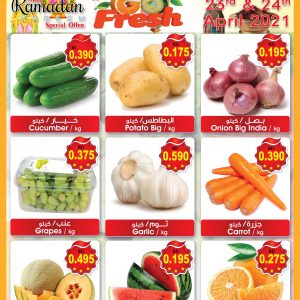 Ramadan
Special Offer
GO
Fresh
23rd & 24th
April 2021
0.390
0.175
0.195
خيار / كيلو
Cucumber / kg
البطاطس / كيلو
Potato Big / kg
بصل / كيلو
Onion Big India / kg
0.375
0.590
0.390
عنب / كيلو
Grapes / kg
ثوم / كيلو
Garlic / kg
جزرة / كيلو
Carrot / kg
0.495
0.195
0.275